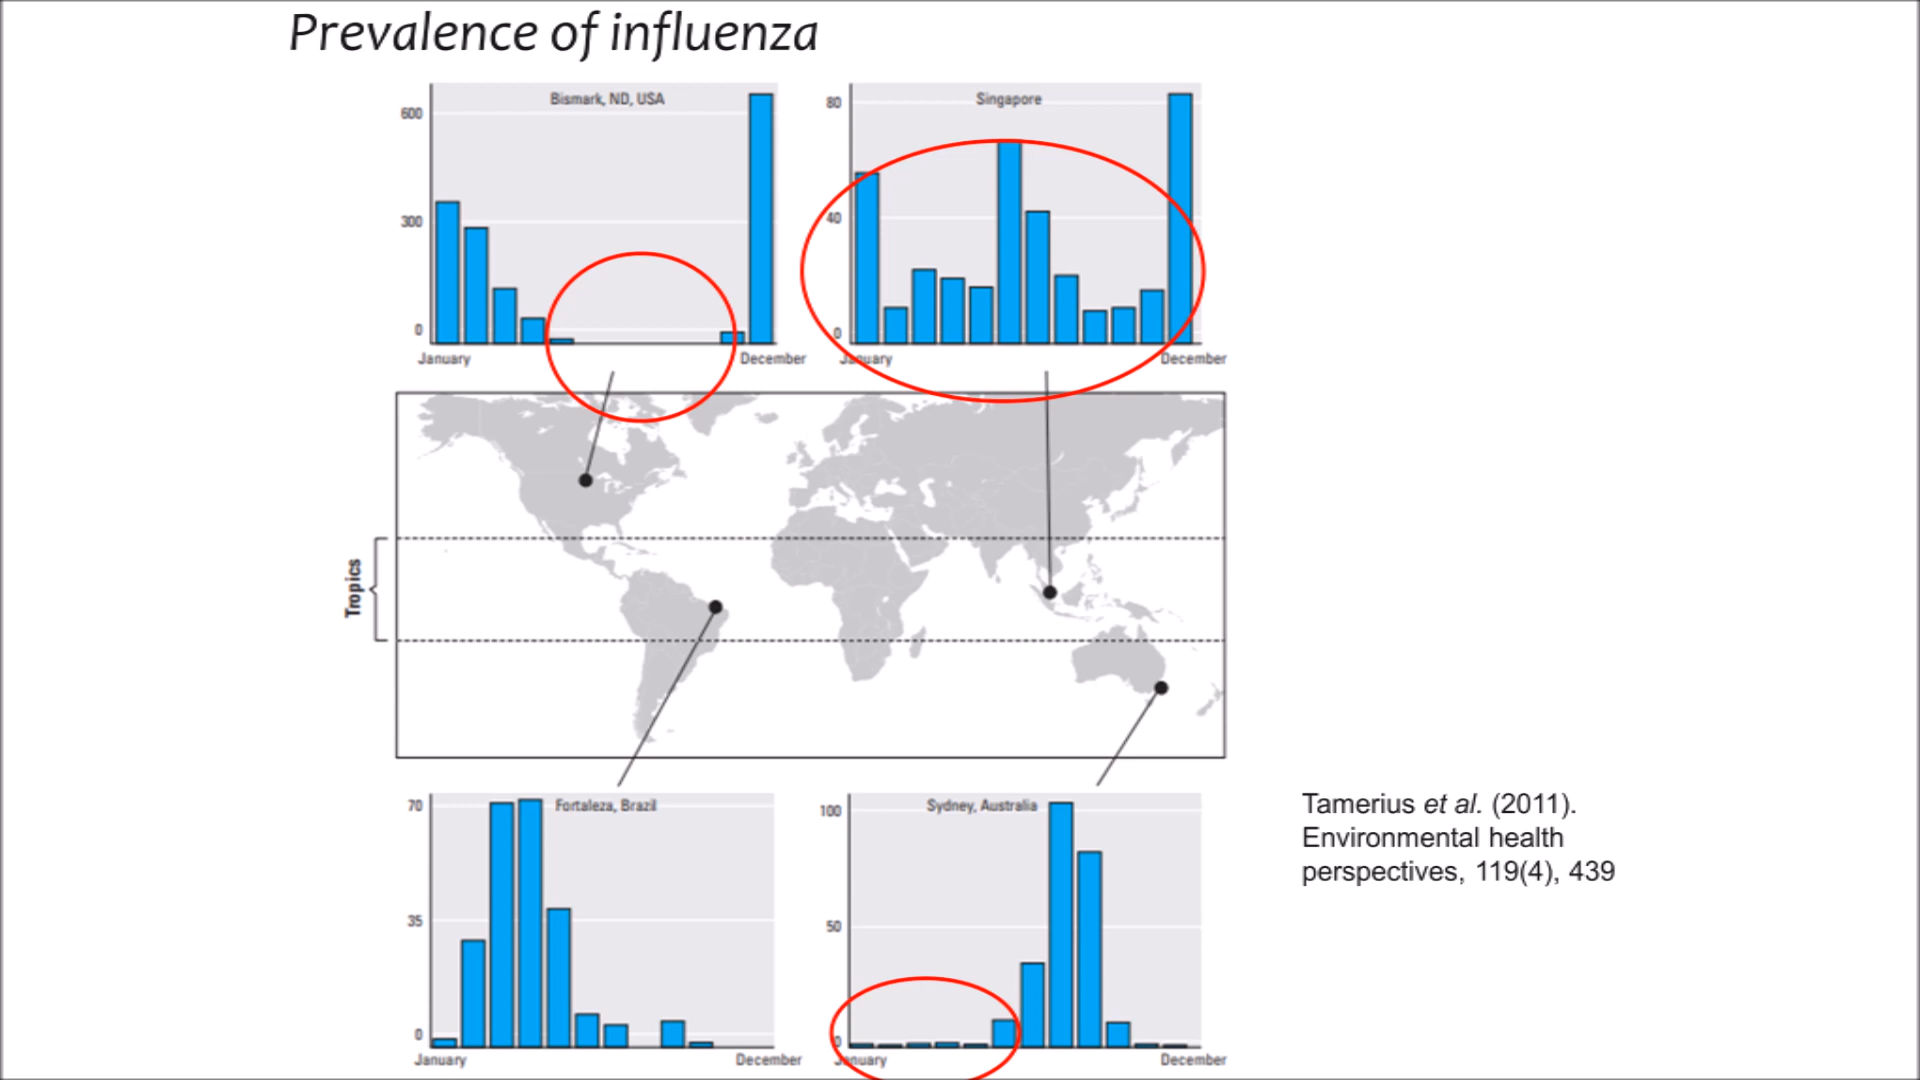 Prevalence of influenza
Bismark, ND, USA
600
300
0
January
December
Singapore
80
40
0
January
December
Tropics
Fortaleza, Brazil
70
35
0
January
December
Sydney, Australia
100
50
0
January
December
Tamerius et al. (2011).
Environmental health
perspectives, 119(4), 439